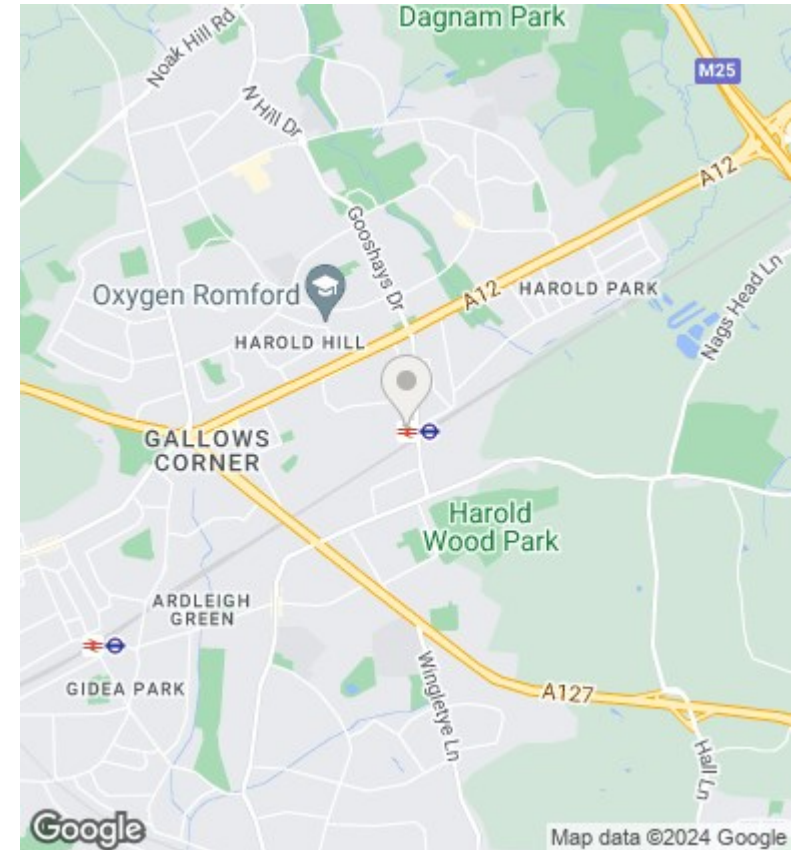 Dagnam Park
Noak Hill Rd
M25
N Hill Dr
A12
Gooshays Dr
Nags Head Ln
Oxygen Romford
A12
HAROLD PARK
HAROLD HILL
GALLOWS
CORNER
Harold
Wood Park
ARDLEIGH
GREEN
GIDEA PARK
Wingletye Ln
A127
Hall Ln
Google
Map data ©2024 Google